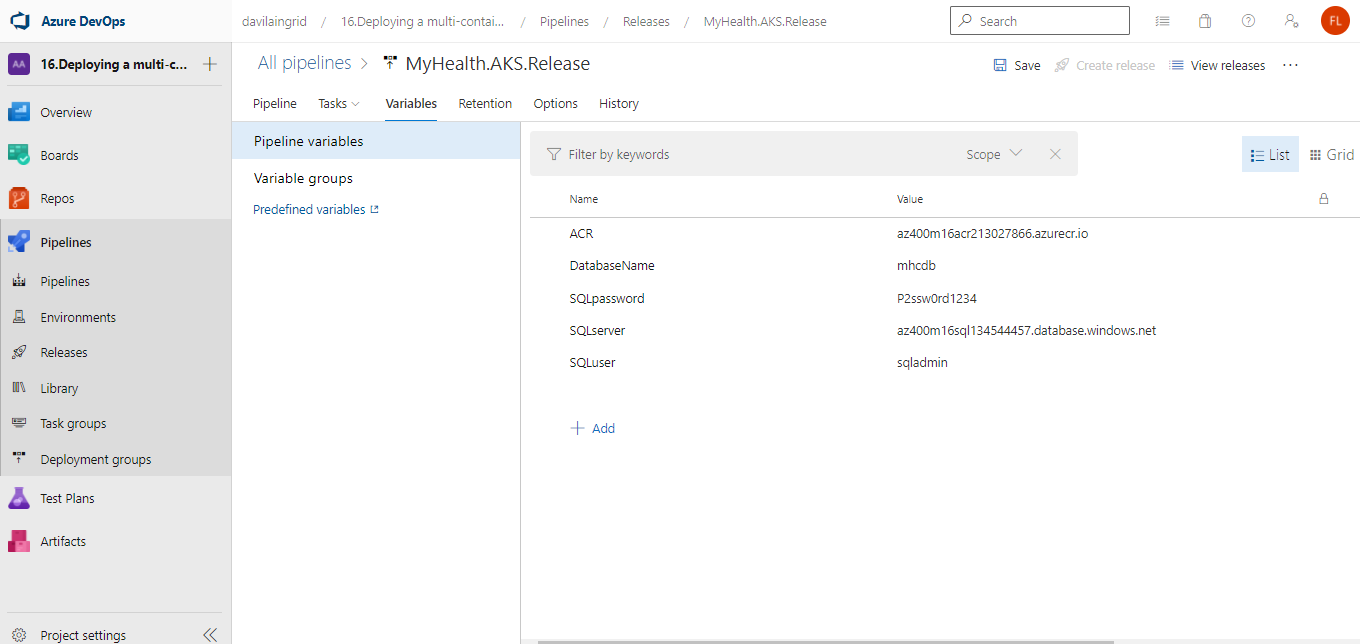 Azure DevOps
davilaingrid / 16.Deploying a multi-contai... / Pipelines / Releases / MyHealth.AKS.Release
Search
FL
AA 16.Deploying a multi-c...
Overview
Boards
Repos
Pipelines
Pipelines
Environments
Releases
Library
Task groups
Deployment groups
Test Plans
Artifacts
Project settings
All pipelines > MyHealth.AKS.Release
Save Create release View releases ...
Pipeline Tasks Variables Retention Options History
Pipeline variables
Variable groups
Predefined variables
Filter by keywords Scope
List Grid
Name Value
ACR az400m16acr213027866.azurecr.io
DatabaseName mhcdb
SQLpassword P2ssw0rd1234
SQLserver az400m16sql134544457.database.windows.net
SQLuser sqladmin
+ Add